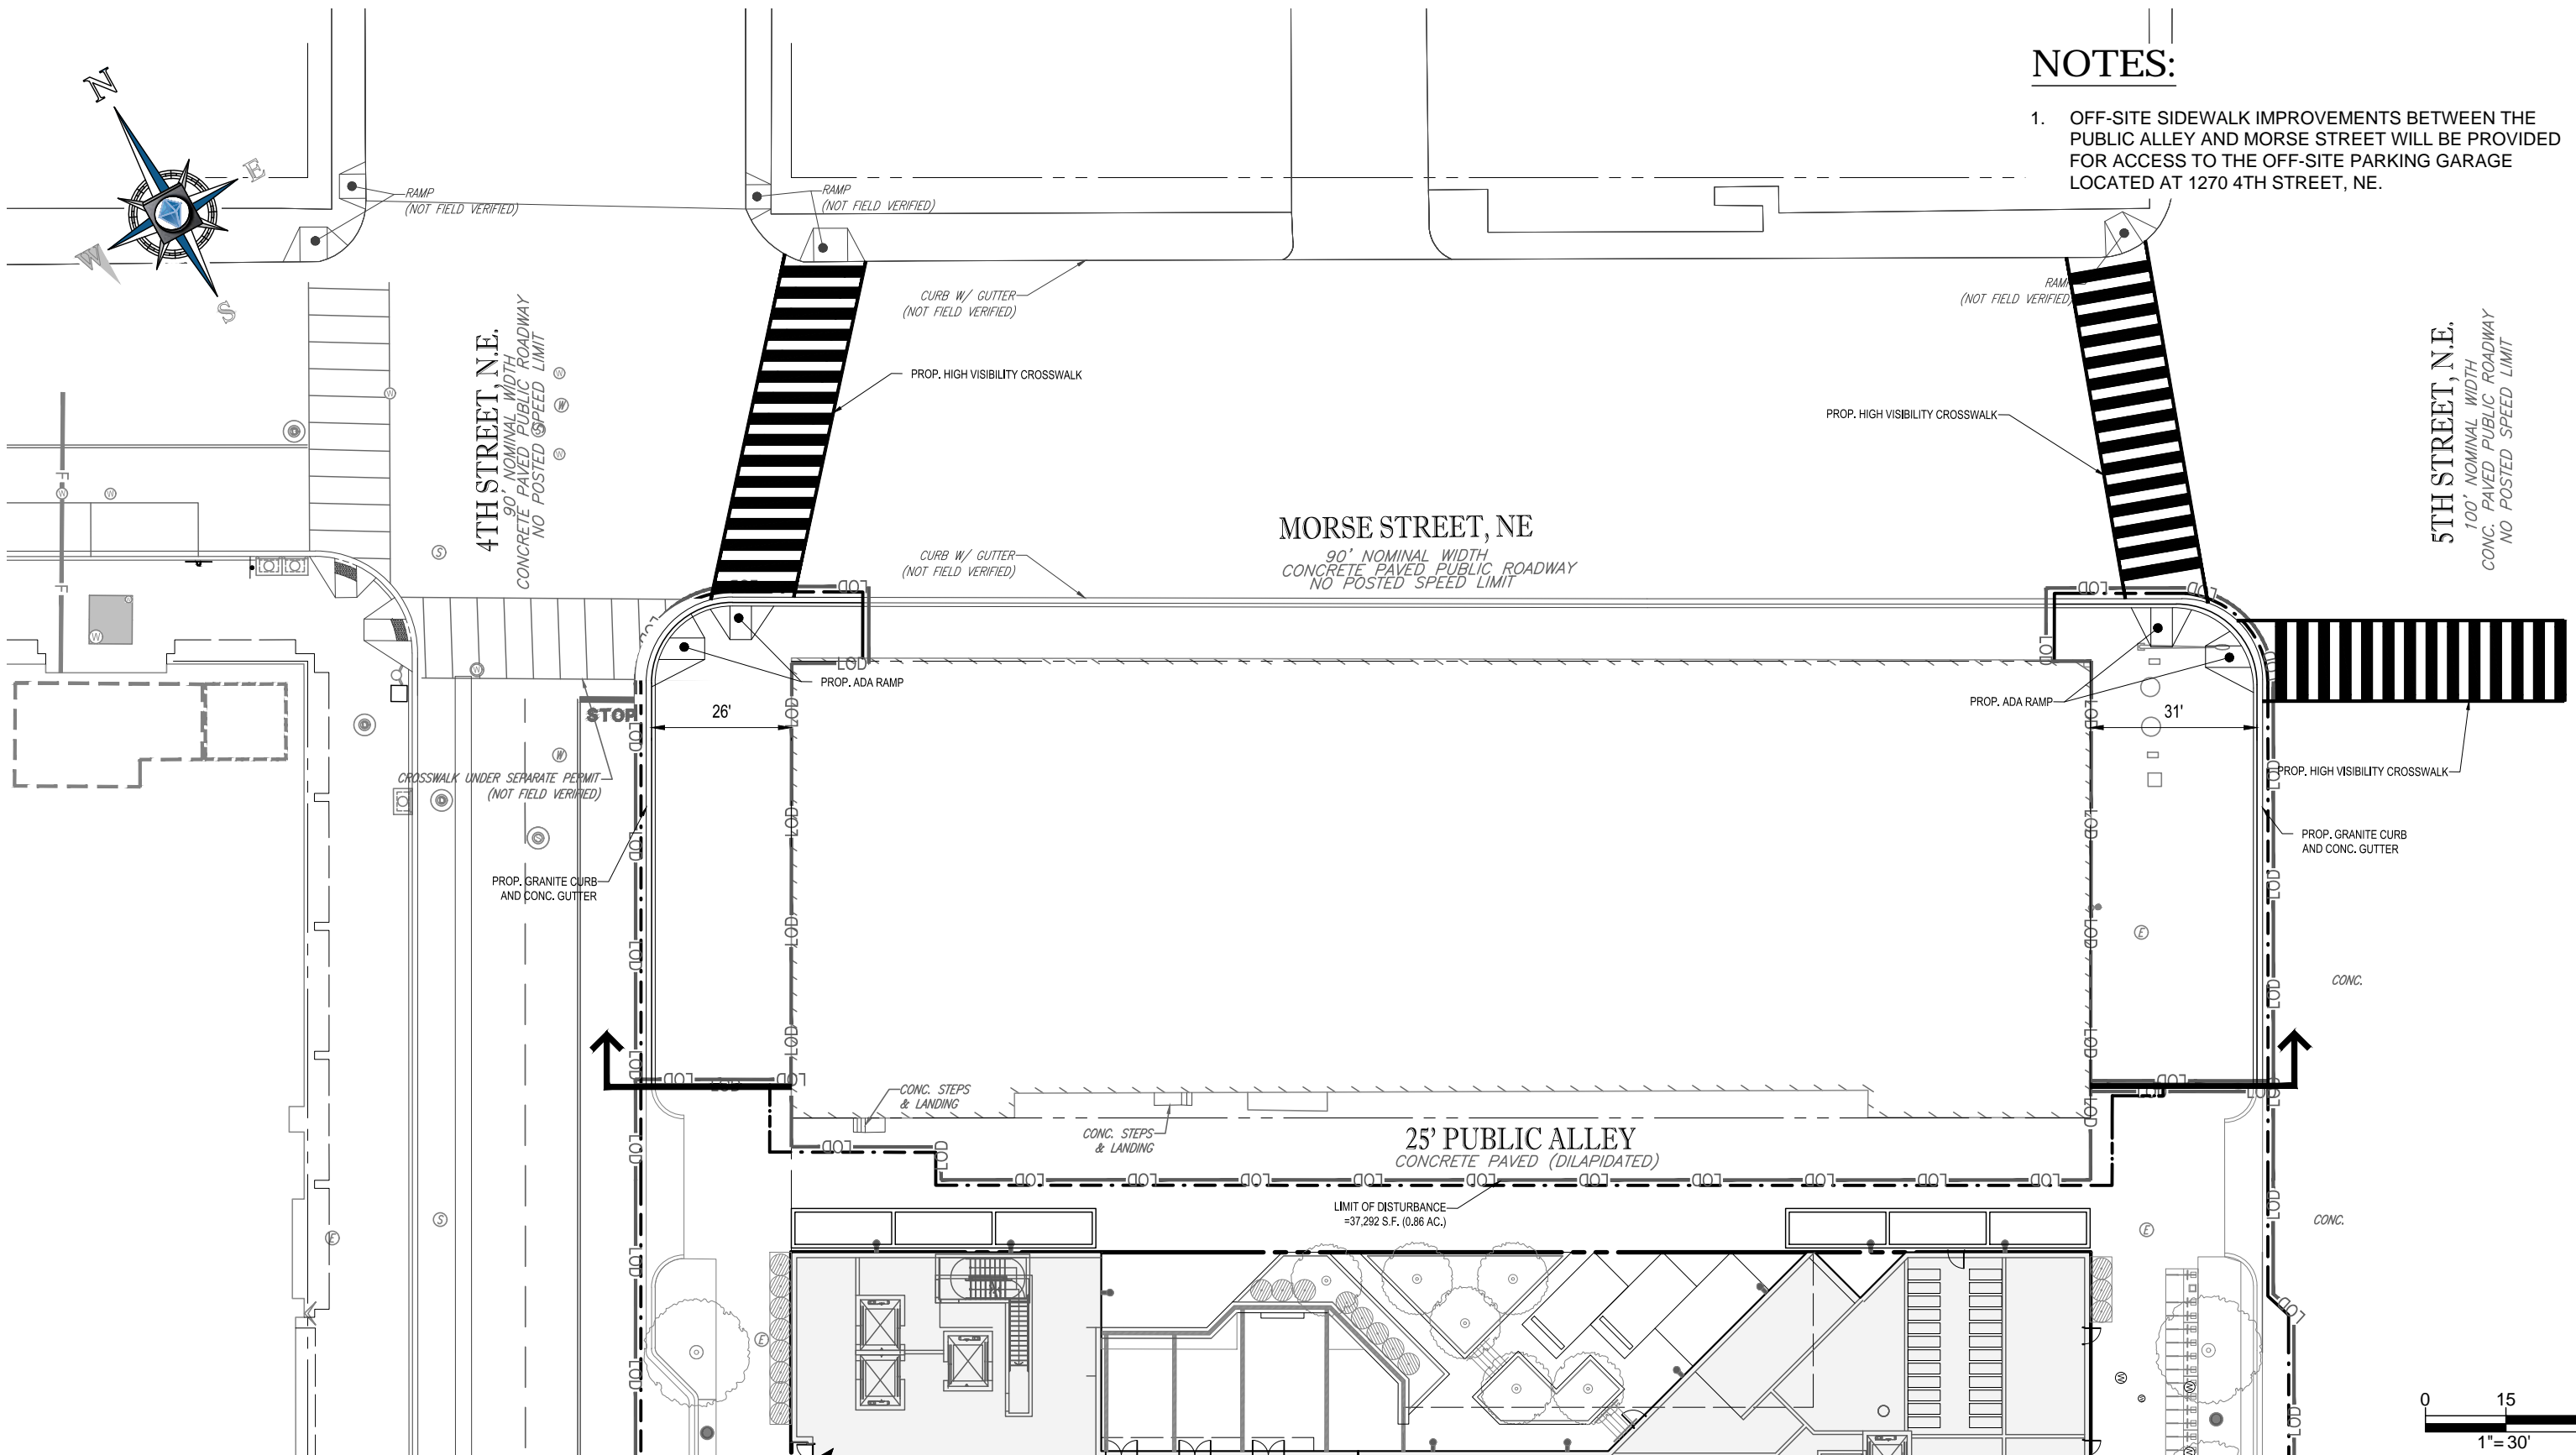 NOTES:
1. OFF-SITE SIDEWALK IMPROVEMENTS BETWEEN THE
PUBLIC ALLEY AND MORSE STREET WILL BE PROVIDED
FOR ACCESS TO THE OFF-SITE PARKING GARAGE
LOCATED AT 1270 4TH STREET, NE.
N
E
W
S
RAMP
(NOT FIELD VERIFIED)
RAMP
(NOT FIELD VERIFIED)
CURB W/ GUTTER
(NOT FIELD VERIFIED)
RAMP
(NOT FIELD VERIFIED)
4TH STREET, N.E.
90' NOMINAL WIDTH
CONCRETE PAVED PUBLIC ROADWAY
NO POSTED SPEED LIMIT
PROP. HIGH VISIBILITY CROSSWALK
PROP. HIGH VISIBILITY CROSSWALK
5TH STREET, N.E.
100' NOMINAL WIDTH
CONC. PAVED PUBLIC ROADWAY
NO POSTED SPEED LIMIT
MORSE STREET, NE
90' NOMINAL WIDTH
CONCRETE PAVED PUBLIC ROADWAY
NO POSTED SPEED LIMIT
CURB W/ GUTTER
(NOT FIELD VERIFIED)
LOD
LOD
PROP. ADA RAMP
PROP. ADA RAMP
STOP
26'
31'
CROSSWALK UNDER SEPARATE PERMIT
(NOT FIELD VERIFIED)
PROP. HIGH VISIBILITY CROSSWALK
PROP. GRANITE CURB
AND CONC. GUTTER
PROP. GRANITE CURB
AND CONC. GUTTER
CONC.
CONC. STEPS
& LANDING
CONC. STEPS
& LANDING
25' PUBLIC ALLEY
CONCRETE PAVED (DILAPIDATED)
LIMIT OF DISTURBANCE
=37,292 S.F. (0.86 AC.)
CONC.
0 15
1"= 30'